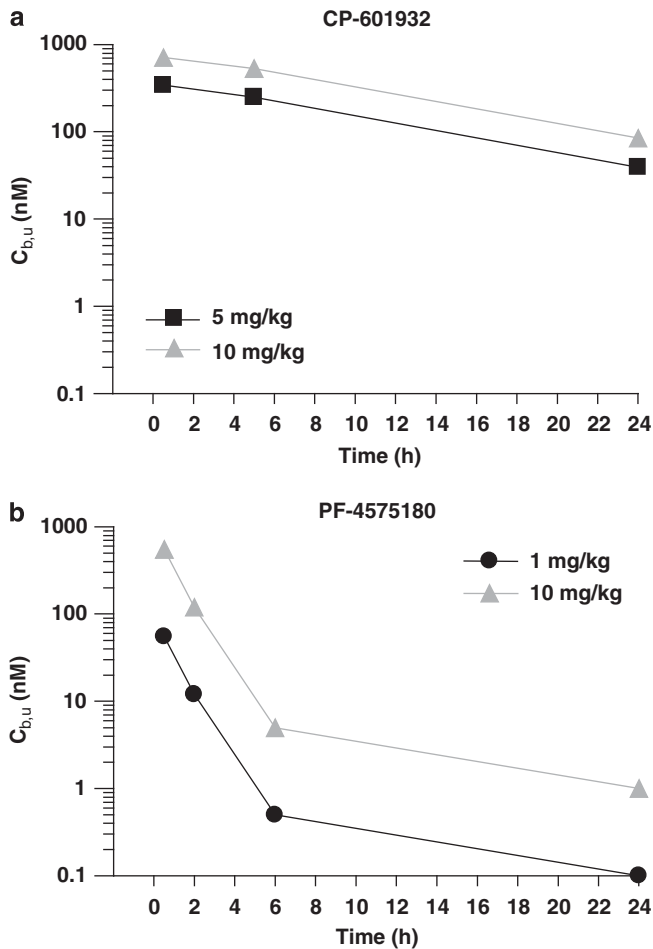 a
CP-601932
1000
100
10
1
0.1
C_b,u (nM)
5 mg/kg
10 mg/kg
0 2 4 6 8 10 12 14 16 18 20 22 24
Time (h)
b
PF-4575180
1000
100
10
1
0.1
C_b,u (nM)
1 mg/kg
10 mg/kg
0 2 4 6 8 10 12 14 16 18 20 22 24
Time (h)